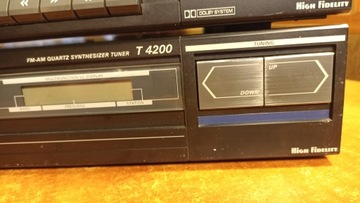 DOLBY SYSTEM
High Fidelity
FM-AM QUARTZ SYNTHESIZER TUNER T 4200
TUNING
UP
DOWN
High Fidelity